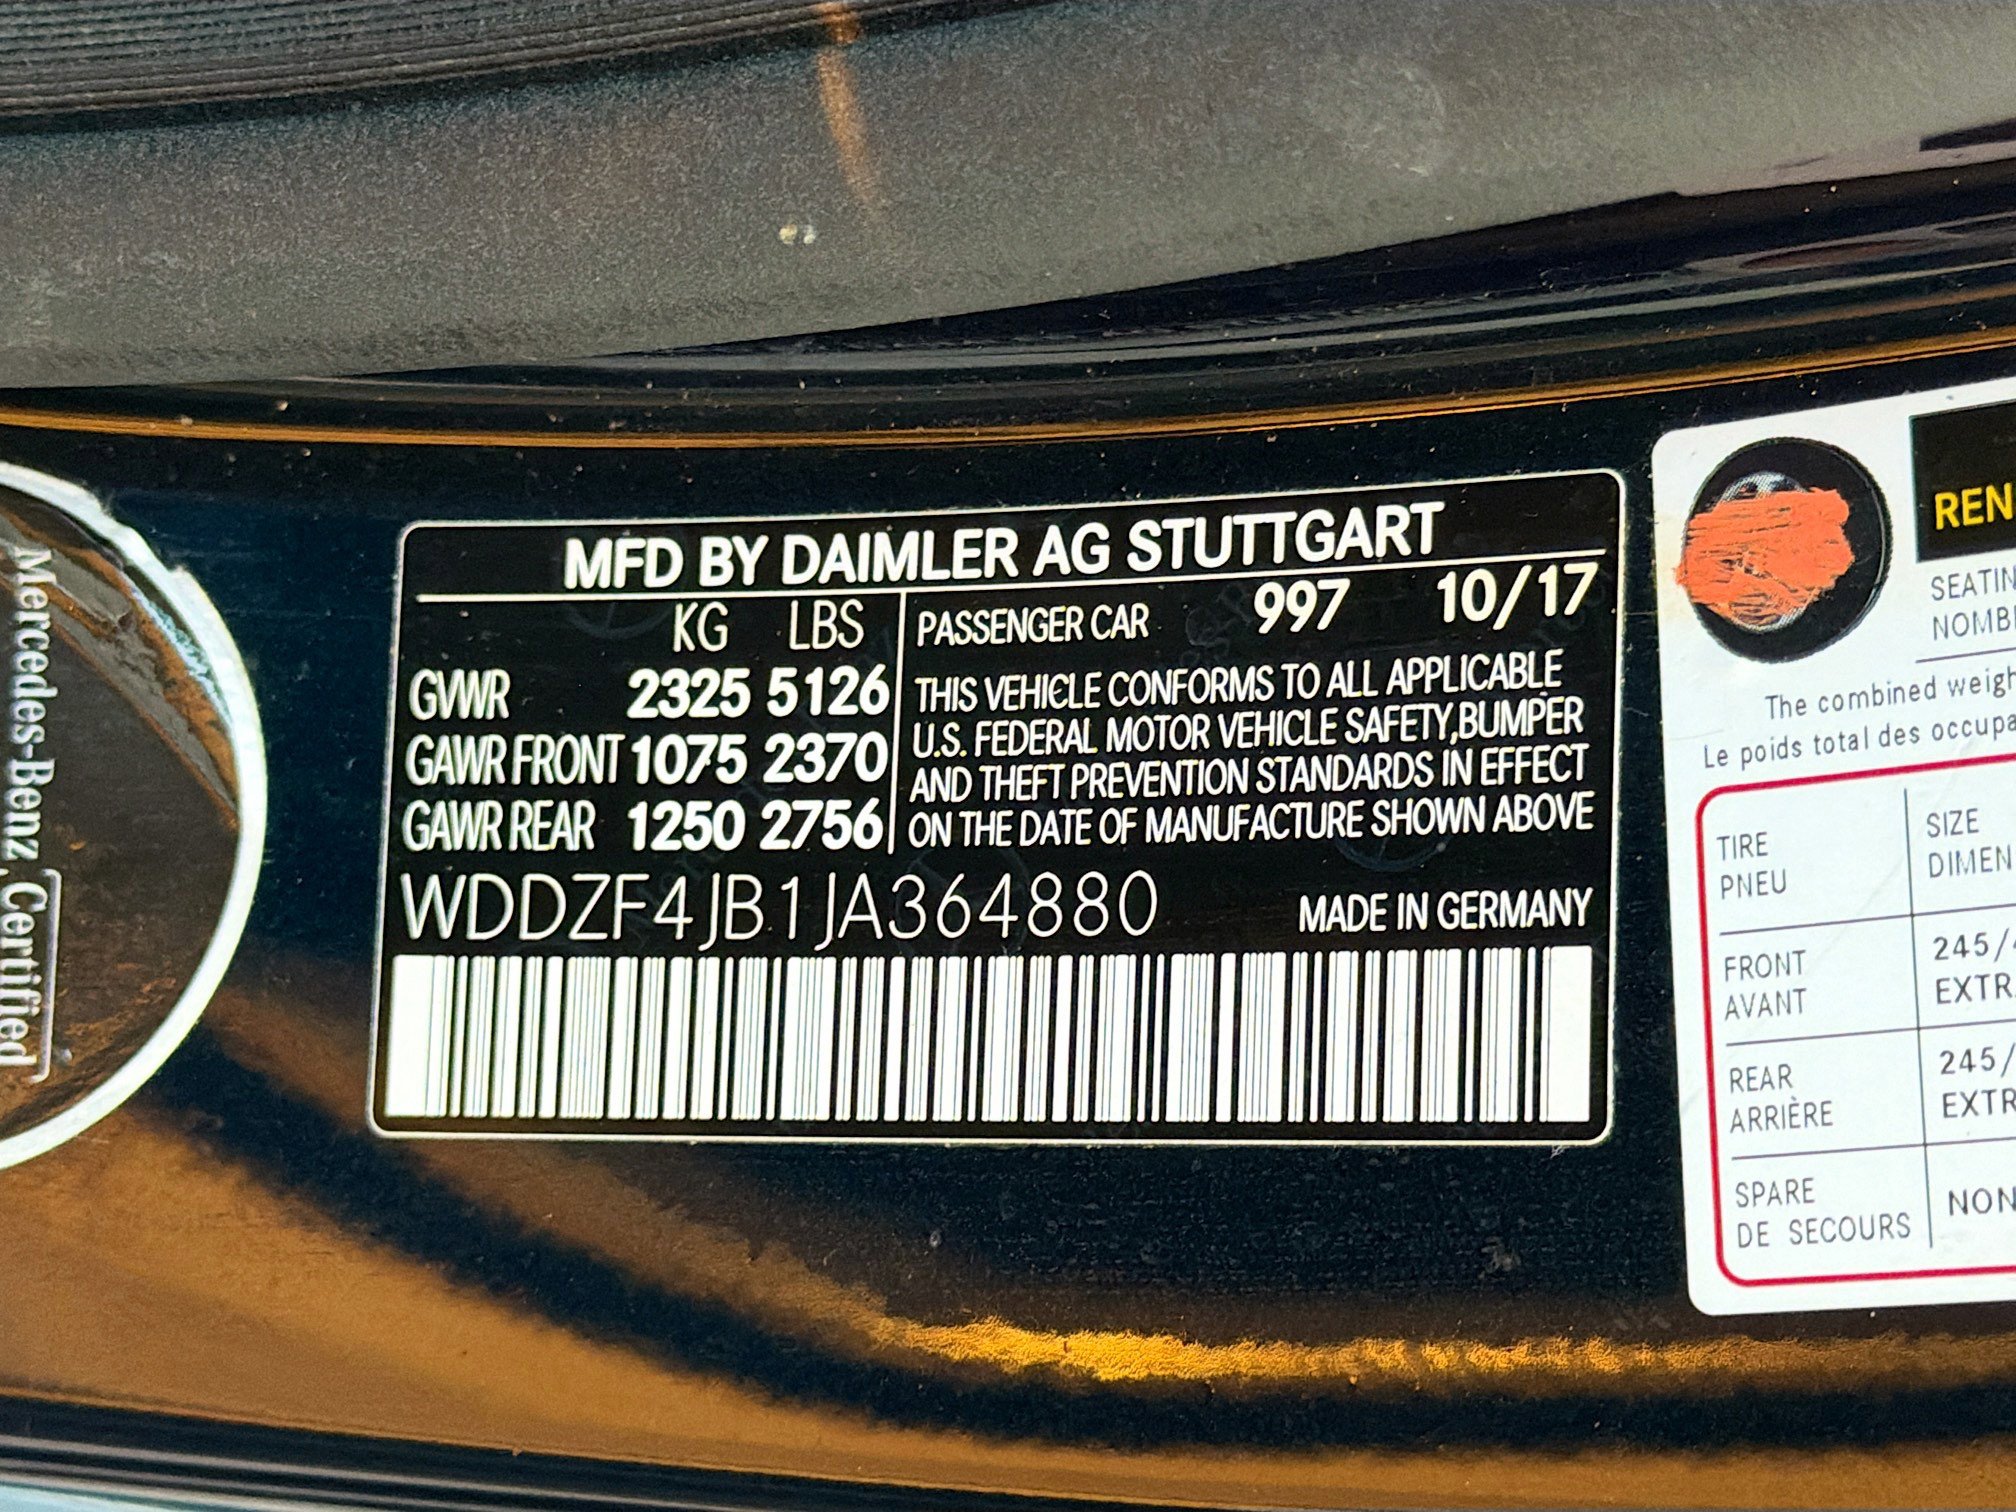 Mercedes-Benz Certified
MFD BY DAIMLER AG STUTTGART
KG LBS
GVWR 2325 5126
GAWR FRONT 1075 2370
GAWR REAR 1250 2756
PASSENGER CAR 997 10/17
THIS VEHICLE CONFORMS TO ALL APPLICABLE
U.S. FEDERAL MOTOR VEHICLE SAFETY,BUMPER
AND THEFT PREVENTION STANDARDS IN EFFECT
ON THE DATE OF MANUFACTURE SHOWN ABOVE
WDDZF4JB1JA364880
MADE IN GERMANY
REN
SEATIN
NOMB
The combined weigh
Le poids total des occupa
TIRE
PNEU
SIZE
DIMEN
FRONT
AVANT
245/
EXTR
REAR
ARRIÈRE
245/
EXTR
SPARE
DE SECOURS
NON